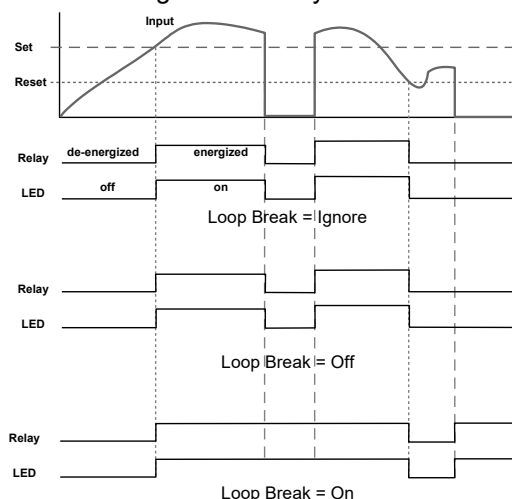 Input
Set
Reset
Relay
de-energized
energized
LED
off
on
Loop Break = Ignore
Relay
LED
Loop Break = Off
Relay
LED
Loop Break = On